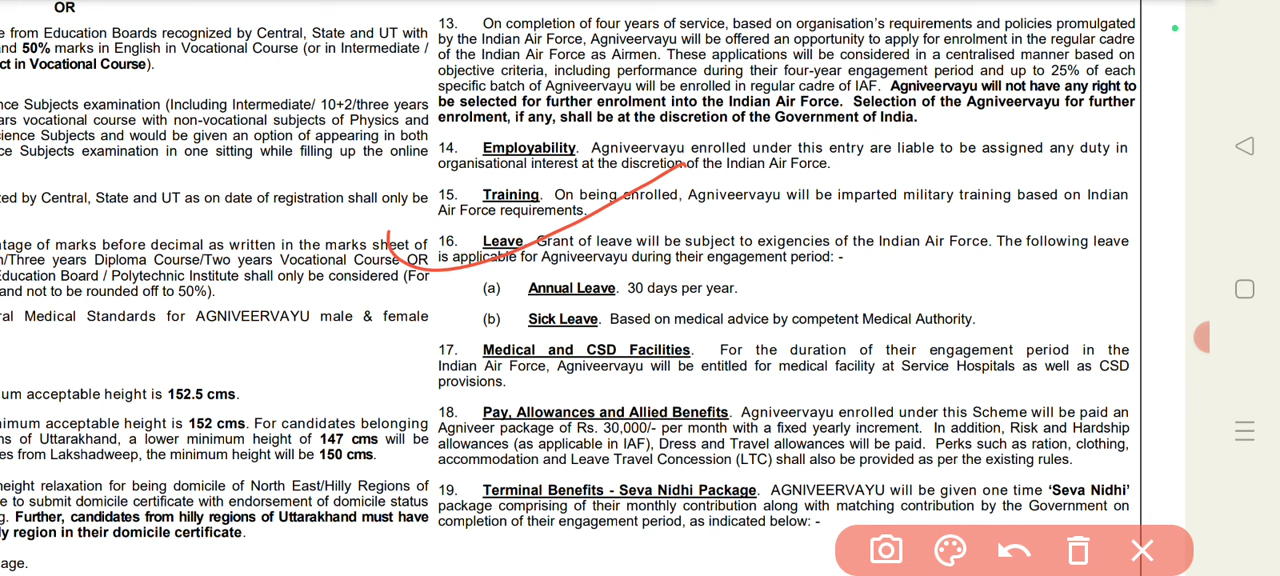 OR
e from Education Boards recognized by Central, State and UT with
nd 50% marks in English in Vocational Course (or in Intermediate /
ct in Vocational Course).
nce Subjects examination (Including Intermediate/ 10+2/three years
ars vocational course with non-vocational subjects of Physics and
cience Subjects and would be given an option of appearing in both
ce Subjects examination in one sitting while filling up the online
ed by Central, State and UT as on date of registration shall only be
ntage of marks before decimal as written in the marks sheet of
n/Three years Diploma Course/Two years Vocational Course OR
Education Board / Polytechnic Institute shall only be considered (For
and not to be rounded off to 50%).
ral Medical Standards for AGNIVEERVAYU male & female
um acceptable height is 152.5 cms.
nimum acceptable height is 152 cms. For candidates belonging
ns of Uttarakhand, a lower minimum height of 147 cms will be
es from Lakshadweep, the minimum height will be 150 cms.
height relaxation for being domicile of North East/Hilly Regions of
e to submit domicile certificate with endorsement of domicile status
g. Further, candidates from hilly regions of Uttarakhand must have
ly region in their domicile certificate.
age.
13. On completion of four years of service, based on organisation's requirements and policies promulgated
by the Indian Air Force, Agniveervayu will be offered an opportunity to apply for enrolment in the regular cadre
of the Indian Air Force as Airmen. These applications will be considered in a centralised manner based on
objective criteria, including performance during their four-year engagement period and up to 25% of each
specific batch of Agniveervayu will be enrolled in regular cadre of IAF. Agniveervayu will not have any right to
be selected for further enrolment into the Indian Air Force. Selection of the Agniveervayu for further
enrolment, if any, shall be at the discretion of the Government of India.
14. Employability. Agniveervayu enrolled under this entry are liable to be assigned any duty in
organisational interest at the discretion of the Indian Air Force.
15. Training. On being enrolled, Agniveervayu will be imparted military training based on Indian
Air Force requirements.
16. Leave. Grant of leave will be subject to exigencies of the Indian Air Force. The following leave
is applicable for Agniveervayu during their engagement period: -
(a) Annual Leave. 30 days per year.
(b) Sick Leave. Based on medical advice by competent Medical Authority.
17. Medical and CSD Facilities. For the duration of their engagement period in the
Indian Air Force, Agniveervayu will be entitled for medical facility at Service Hospitals as well as CSD
provisions.
18. Pay, Allowances and Allied Benefits. Agniveervayu enrolled under this Scheme will be paid an
Agniveer package of Rs. 30,000/- per month with a fixed yearly increment. In addition, Risk and Hardship
allowances (as applicable in IAF), Dress and Travel allowances will be paid. Perks such as ration, clothing,
accommodation and Leave Travel Concession (LTC) shall also be provided as per the existing rules.
19. Terminal Benefits - Seva Nidhi Package. AGNIVEERVAYU will be given one time 'Seva Nidhi'
package comprising of their monthly contribution along with matching contribution by the Government on
completion of their engagement period, as indicated below: -